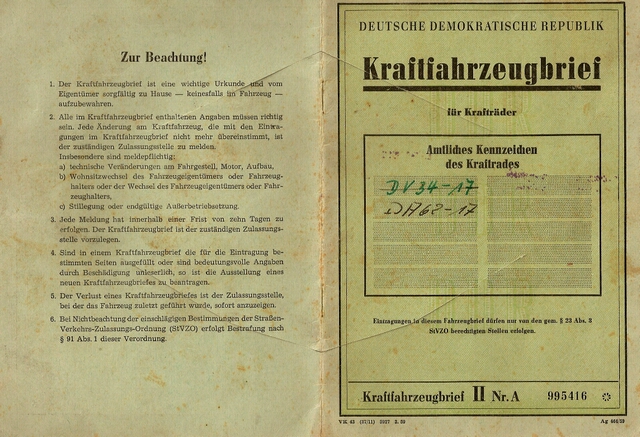 Zur Beachtung!
1. Der Kraftfahrzeugbrief ist eine wichtige Urkunde und vom
Eigentümer sorgfältig zu Hause — keinesfalls im Fahrzeug —
aufzubewahren.
2. Alle im Kraftfahrzeugbrief enthaltenen Angaben müssen richtig
sein. Jede Änderung am Kraftfahrzeug, die mit den Eintra-
gungen im Kraftfahrzeugbrief nicht mehr übereinstimmt, ist
der zuständigen Zulassungsstelle zu melden.
Insbesondere sind meldepflichtig:
a) technische Veränderungen am Fahrgestell, Motor, Aufbau,
b) Wohnsitzwechsel des Fahrzeugeigentümers oder Fahrzeug-
halters oder der Wechsel des Fahrzeugeigentümers oder Fahr-
zeughalters,
c) Stillegung oder endgültige Außerbetriebsetzung.
3. Jede Meldung hat innerhalb einer Frist von zehn Tagen zu
erfolgen. Der Kraftfahrzeugbrief ist der zuständigen Zulassungs-
stelle vorzulegen.
4. Sind in einem Kraftfahrzeugbrief die für die Eintragung be-
stimmten Seiten ausgefüllt oder sind bedeutungsvolle Angaben
durch Beschädigung unleserlich, so ist die Ausstellung eines
neuen Kraftfahrzeugbriefes zu beantragen.
5. Der Verlust eines Kraftfahrzeugbriefes ist der Zulassungsstelle,
bei der das Fahrzeug zuletzt geführt wurde, sofort anzuzeigen.
6. Bei Nichtbeachtung der einschlägigen Bestimmungen der Straßen-
Verkehrs-Zulassungs-Ordnung (StVZO) erfolgt Bestrafung nach
§ 91 Abs. 1 dieser Verordnung.
DEUTSCHE DEMOKRATISCHE REPUBLIK
Kraftfahrzeugbrief
für Krafträder
Amtliches Kennzeichen
des Kraftrades
DV 34-17
DH 62-17
Eintragungen in diesem Fahrzeugbrief dürfen nur von den gem. § 23 Abs. 3
StVZO berechtigten Stellen erfolgen.
Kraftfahrzeugbrief II Nr. A 995416
VK 43